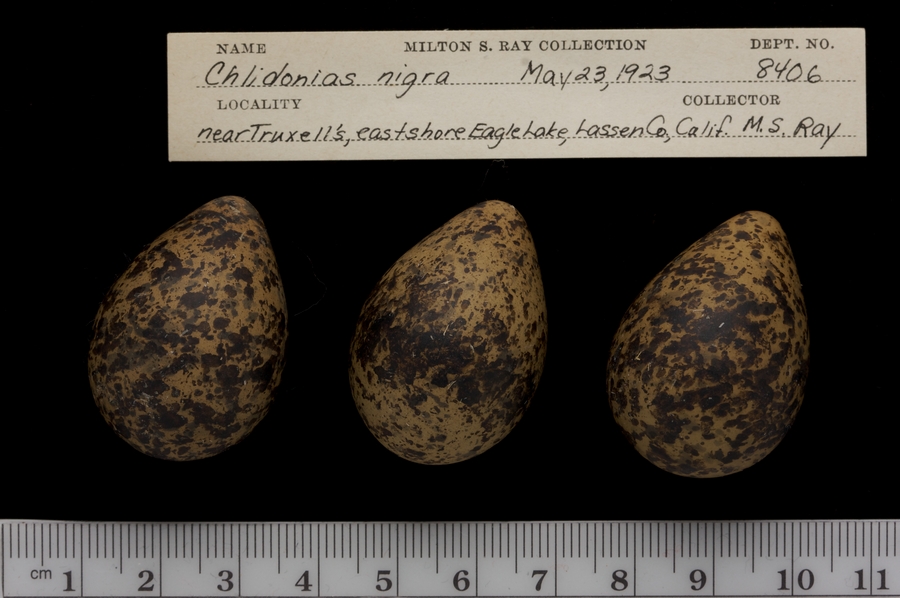 NAME MILTON S. RAY COLLECTION DEPT. NO.
Chlidonias nigra May 23, 1923 8406
LOCALITY COLLECTOR
near Truxell's, east shore Eagle Lake, Lassen Co, Calif. M. S. Ray
cm 1 2 3 4 5 6 7 8 9 10 11